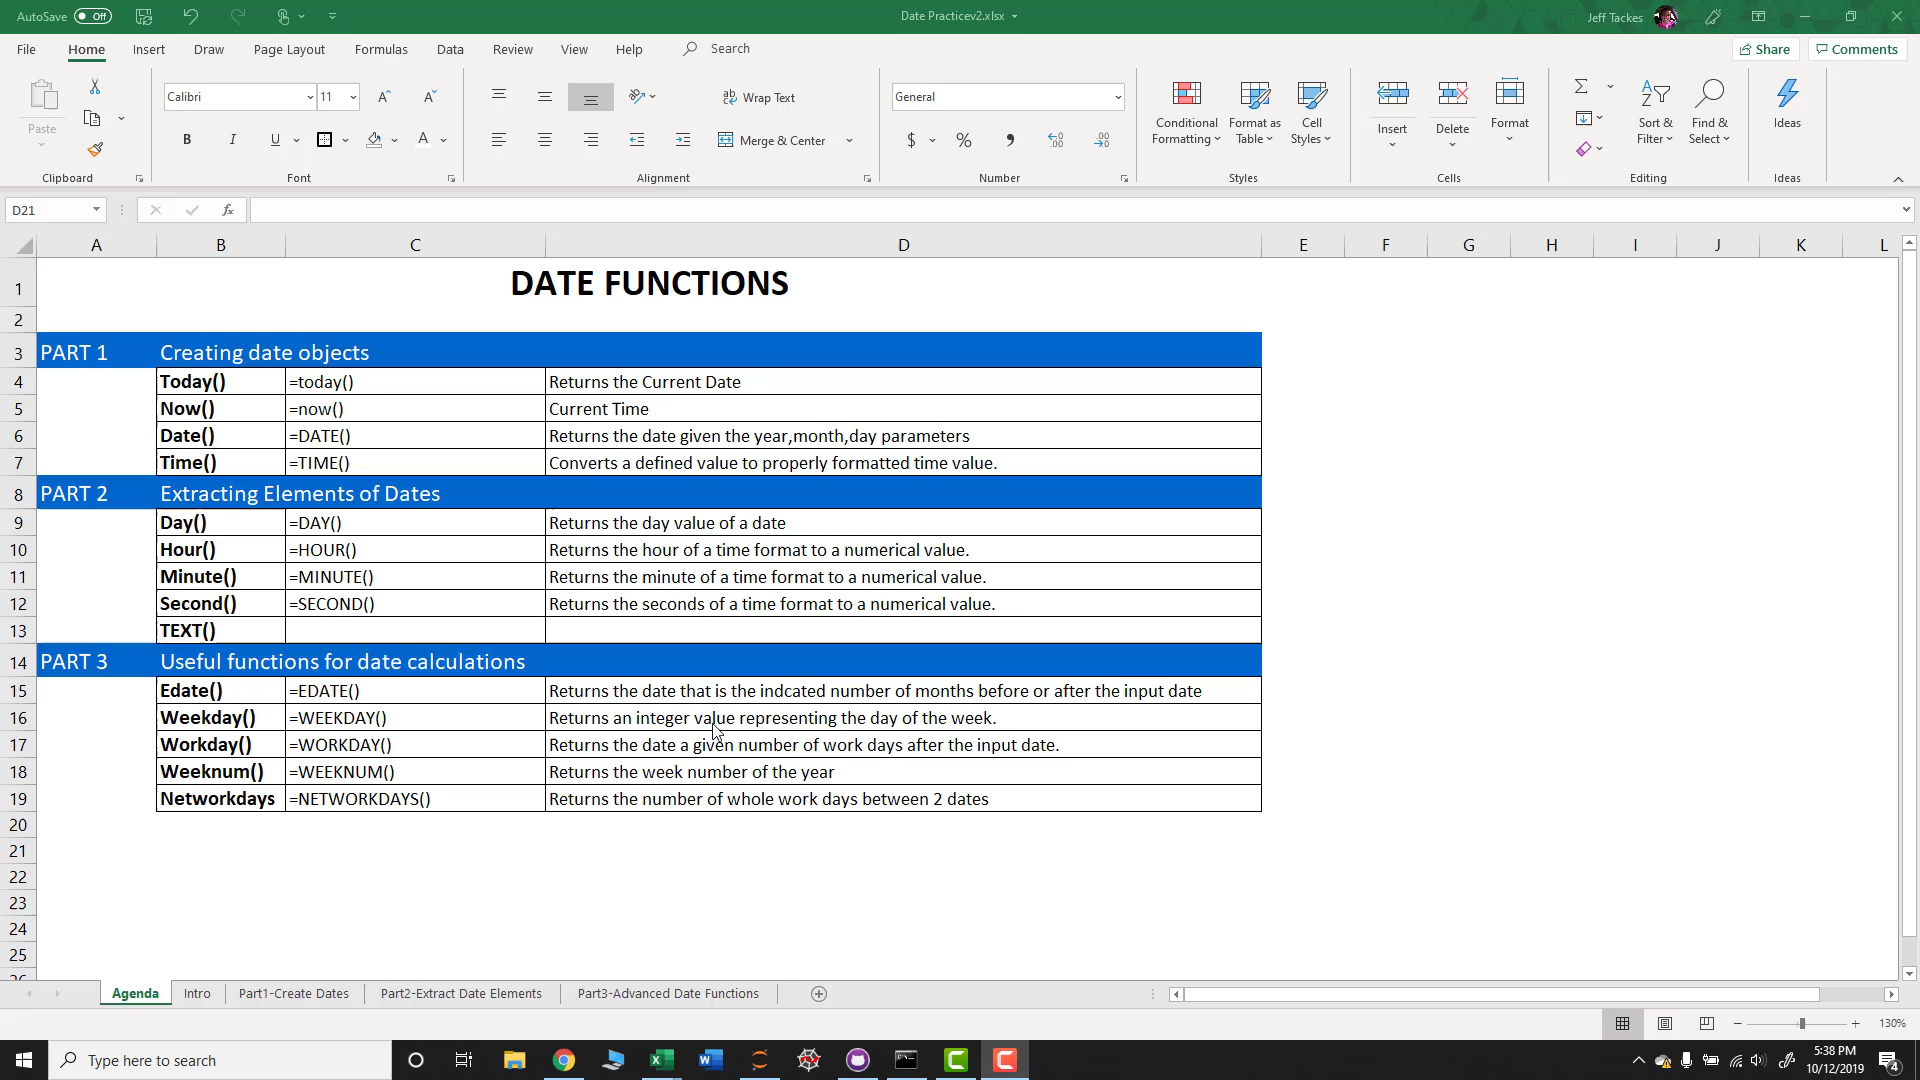 AutoSave Off Date Practicev2.xlsx Jeff Tackes
File Home Insert Draw Page Layout Formulas Data Review View Help Search Share Comments
Calibri 11 Wrap Text General
Paste B I U A Merge & Center $ % Conditional Formatting Format as Table Cell Styles Insert Delete Format Sort & Filter Find & Select Ideas
Clipboard Font Alignment Number Styles Cells Editing Ideas
D21 fx
A B C D E F G H I J K L
1 DATE FUNCTIONS
2
3 PART 1 Creating date objects
4 Today() =today() Returns the Current Date
5 Now() =now() Current Time
6 Date() =DATE() Returns the date given the year,month,day parameters
7 Time() =TIME() Converts a defined value to properly formatted time value.
8 PART 2 Extracting Elements of Dates
9 Day() =DAY() Returns the day value of a date
10 Hour() =HOUR() Returns the hour of a time format to a numerical value.
11 Minute() =MINUTE() Returns the minute of a time format to a numerical value.
12 Second() =SECOND() Returns the seconds of a time format to a numerical value.
13 TEXT()
14 PART 3 Useful functions for date calculations
15 Edate() =EDATE() Returns the date that is the indcated number of months before or after the input date
16 Weekday() =WEEKDAY() Returns an integer value representing the day of the week.
17 Workday() =WORKDAY() Returns the date a given number of work days after the input date.
18 Weeknum() =WEEKNUM() Returns the week number of the year
19 Networkdays =NETWORKDAYS() Returns the number of whole work days between 2 dates
20
21
22
23
24
25
26
Agenda Intro Part1-Create Dates Part2-Extract Date Elements Part3-Advanced Date Functions
130%
Type here to search 5:38 PM
10/12/2019 4